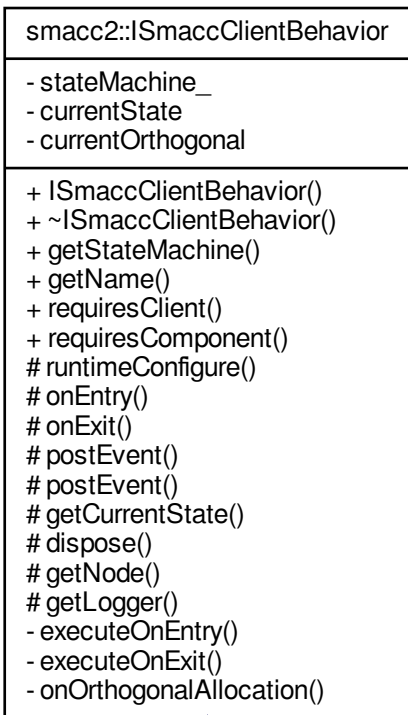 smacc2::ISmaccClientBehavior
- stateMachine_
- currentState
- currentOrthogonal
+ ISmaccClientBehavior()
+ ~ISmaccClientBehavior()
+ getStateMachine()
+ getName()
+ requiresClient()
+ requiresComponent()
# runtimeConfigure()
# onEntry()
# onExit()
# postEvent()
# postEvent()
# getCurrentState()
# dispose()
# getNode()
# getLogger()
- executeOnEntry()
- executeOnExit()
- onOrthogonalAllocation()